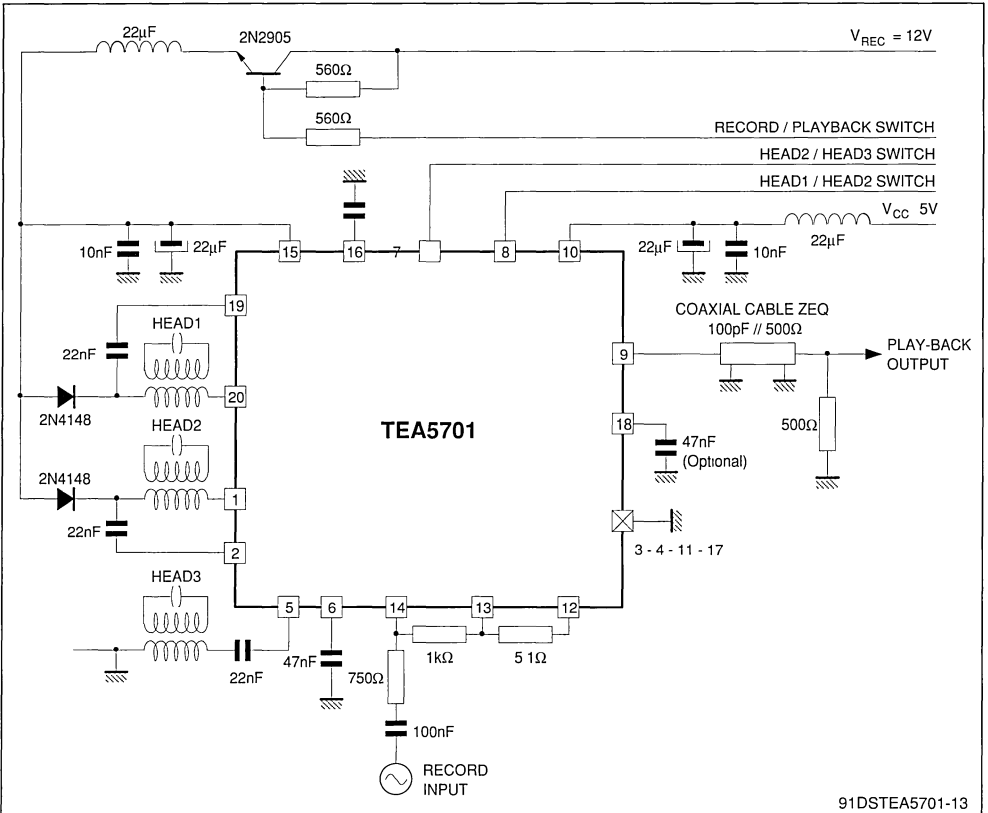 22μF
2N2905
V_REC = 12V
560Ω
560Ω
RECORD / PLAYBACK SWITCH
HEAD2 / HEAD3 SWITCH
HEAD1 / HEAD2 SWITCH
V_CC 5V
10nF
22μF
15
16
7
8
10
22μF
10nF
22μF
19
HEAD1
22nF
COAXIAL CABLE ZEQ
100pF // 500Ω
9
PLAY-BACK
OUTPUT
20
2N4148
HEAD2
TEA5701
18
500Ω
47nF
(Optional)
2N4148
1
22nF
2
3 - 4 - 11 - 17
HEAD3
5
6
14
13
12
22nF
47nF
750Ω
1kΩ
5 1Ω
100nF
RECORD
INPUT
91DSTEA5701-13